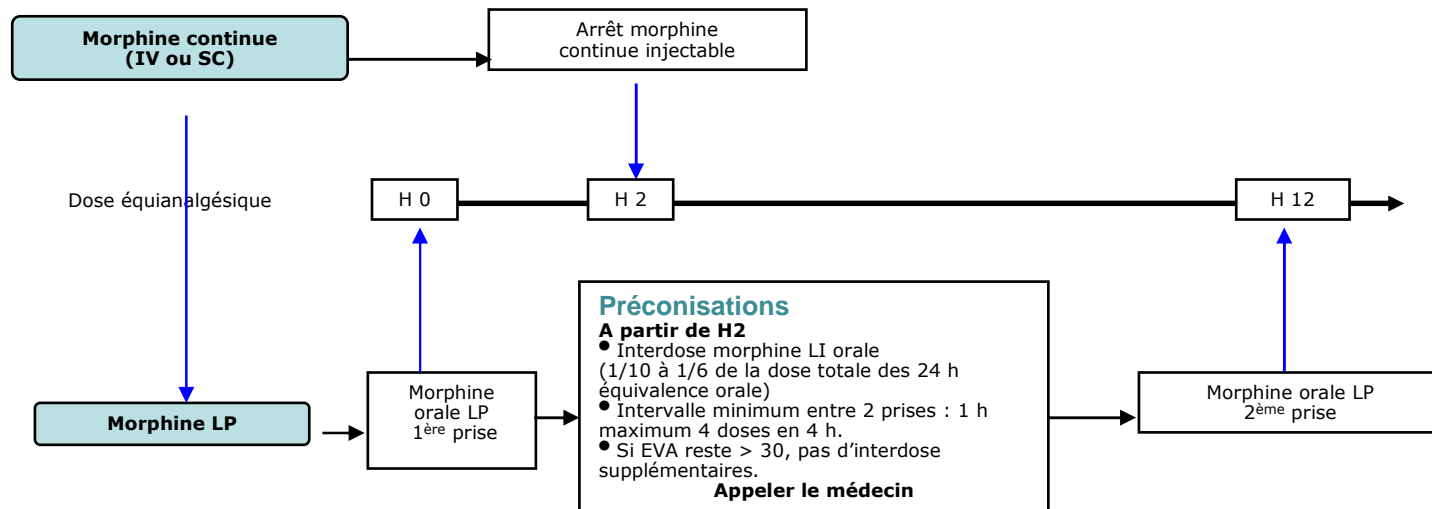 Morphine continue
(IV ou SC)
Arrêt morphine
continue injectable
Dose équianalgésique
H 0
H 2
H 12
Préconisations
A partir de H2
● Interdose morphine LI orale
(1/10 à 1/6 de la dose totale des 24 h
équivalence orale)
● Intervalle minimum entre 2 prises : 1 h
maximum 4 doses en 4 h.
● Si EVA reste > 30, pas d'interdose
supplémentaires.
Appeler le médecin
Morphine LP
Morphine
orale LP
1ère prise
Morphine orale LP
2ème prise